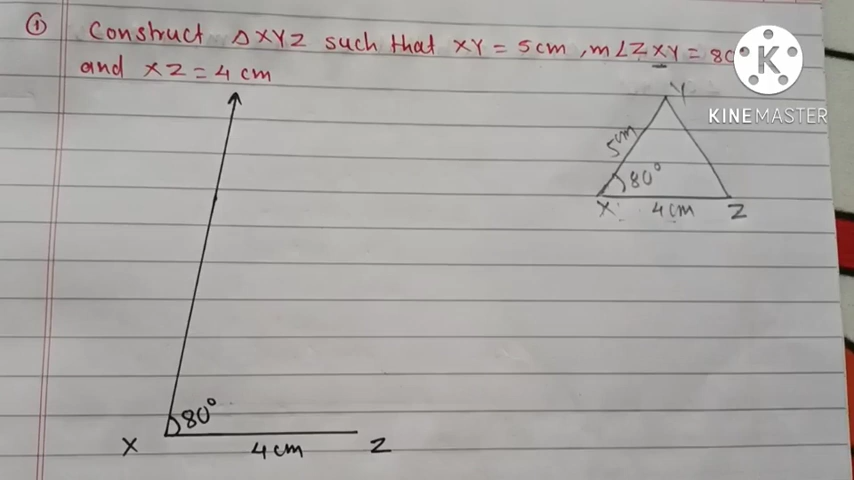 ① Construct △XYZ such that XY = 5cm, m∠ZXY = 80
and XZ = 4 cm
K
KINEMASTER
Y
5cm
80°
X
4cm
Z
80°
X
4cm
Z